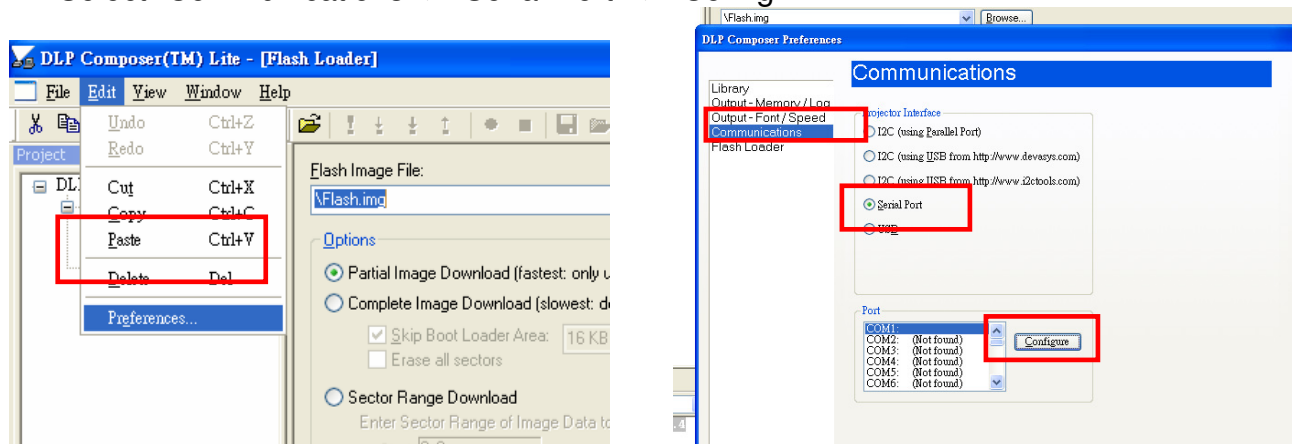 DLP Composer(TM) Lite - [Flash Loader]
File Edit View Window Help
Undo Ctrl+Z
Redo Ctrl+Y
Cut Ctrl+X
Copy Ctrl+C
Paste Ctrl+V
Delete Del
Preferences...
Project
DL
Flash Image File:
\Flash.img
Options
Partial Image Download (fastest: only u
Complete Image Download (slowest: d
Skip Boot Loader Area: 16 KB
Erase all sectors
Sector Range Download
Enter Sector Range of Image Data to
\Flash.img Browse...
DLP Composer Preferences
Library
Output - Memory / Log
Output - Font / Speed
Communications
Flash Loader
Communications
Projector Interface
I2C (using Parallel Port)
I2C (using USB from http://www.devasys.com)
I2C (using USB from http://www.i2ctools.com)
Serial Port
USB
Port
COM1:
COM2: (Not found)
COM3: (Not found)
COM4: (Not found)
COM5: (Not found)
COM6: (Not found)
Configure